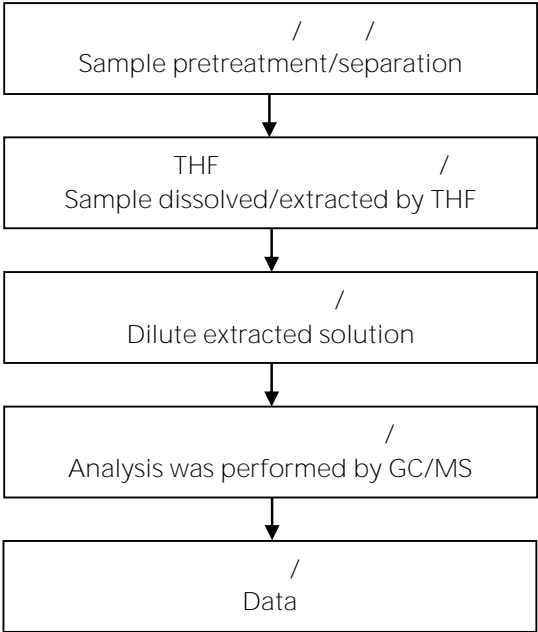 / /
Sample pretreatment/separation
THF /
Sample dissolved/extracted by THF
/
Dilute extracted solution
/
Analysis was performed by GC/MS
/
Data